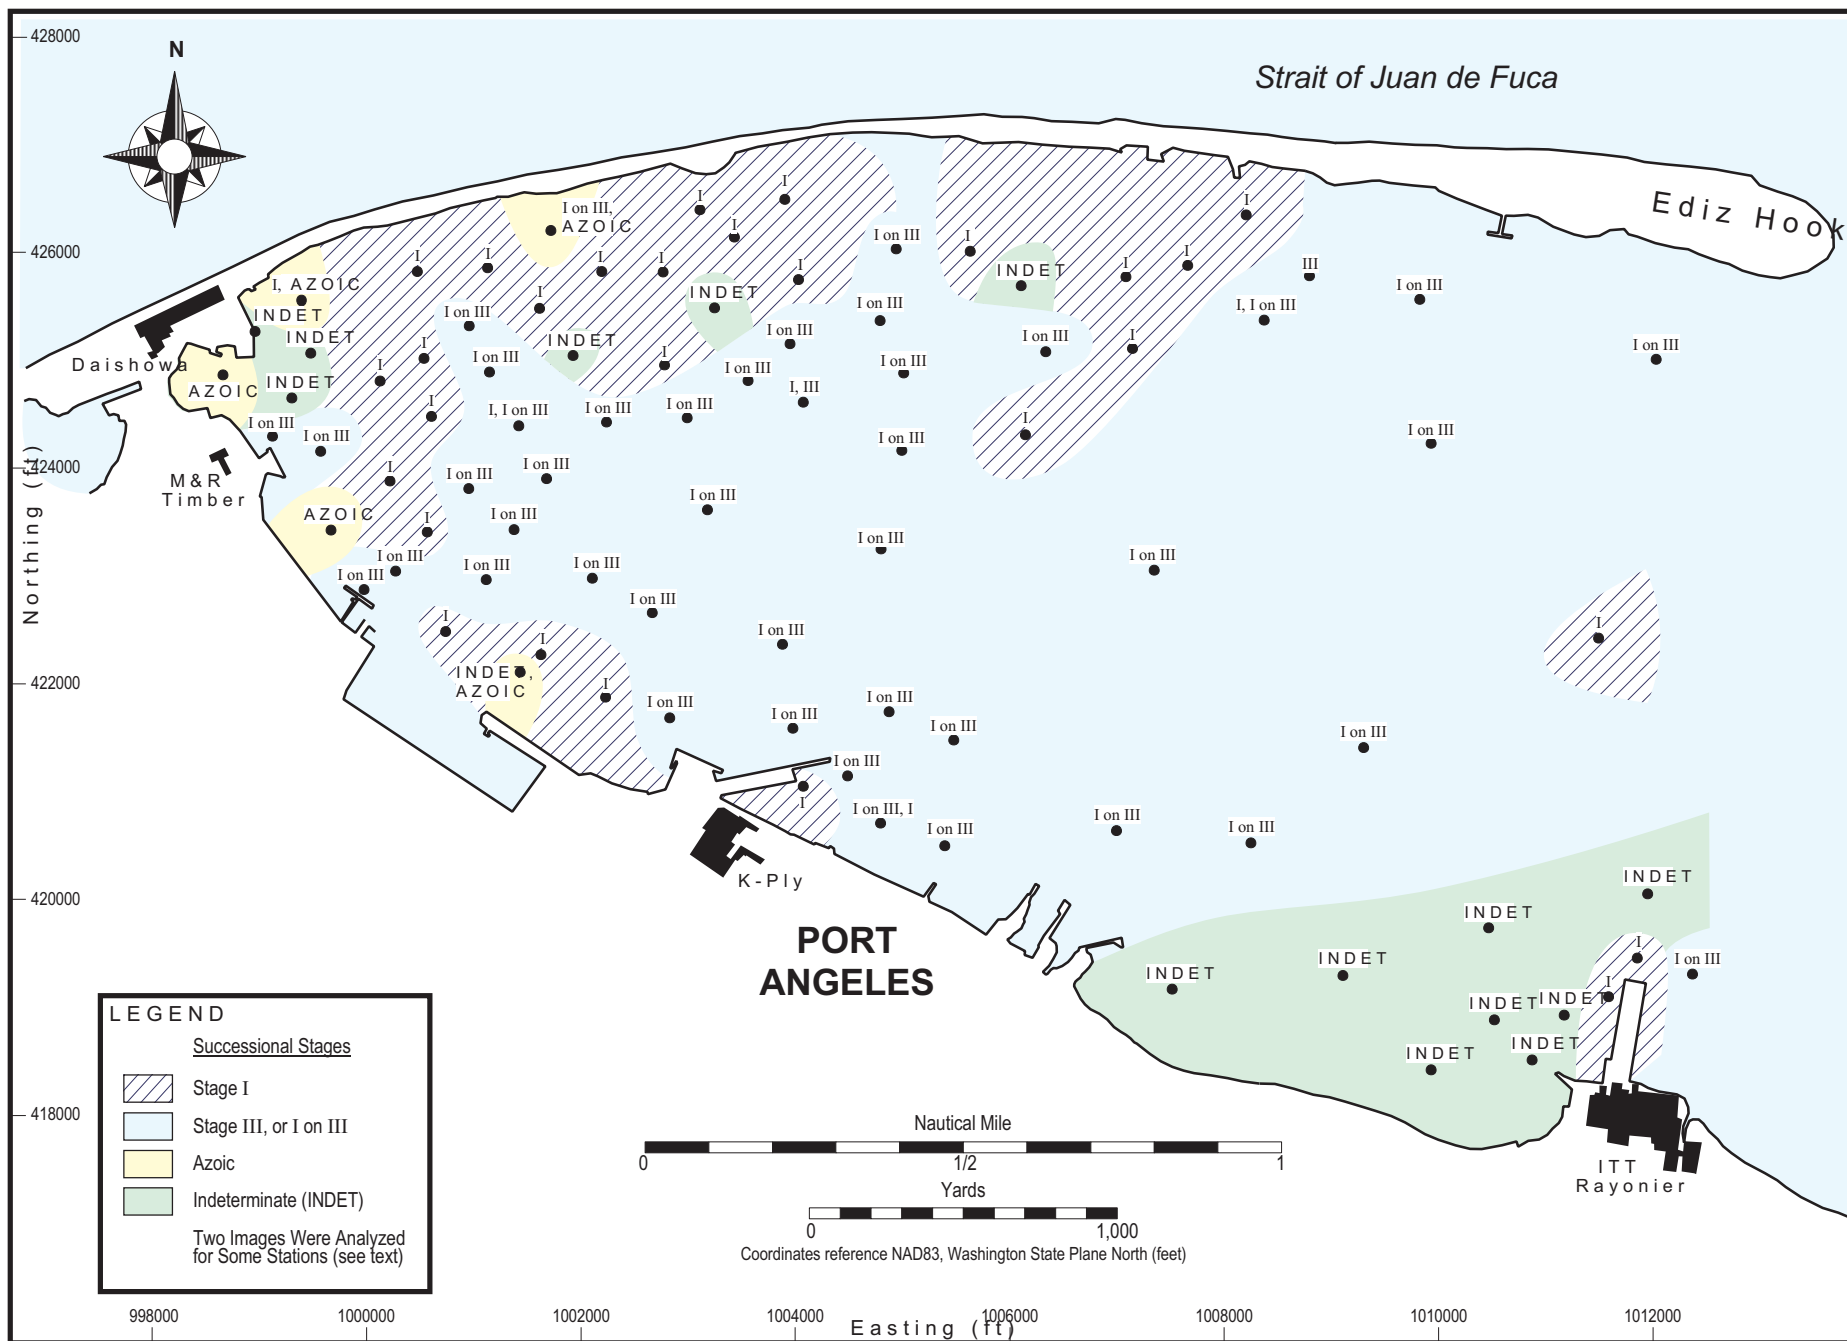 428000
N
Strait of Juan de Fuca
Ediz Hook
I
I
I on III,
AZOIC
I
I
I
I on III
426000
I
I
I
I
I
I
INDET
I
I
III
I, AZOIC
INDET
I on III
I on III
I
I on III
I, I on III
INDET
INDET
I on III
I
I on III
INDET
I
I on III
I
I on III
Daishowa
I
I on III
I on III
AZOIC
INDET
I, III
I
I, I on III
I on III
I on III
I
I on III
I on III
I on III
I on III
Northing (ft)
424000
I
I on III
I on III
M&R
Timber
I on III
AZOIC
I
I on III
I on III
I on III
I on III
I on III
I on III
I on III
I on III
I
I
I on III
I
INDET,
AZOIC
I
422000
I on III
I on III
I on III
I on III
I on III
I on III
I
I on III, I
I on III
I on III
I on III
K-Ply
INDET
420000
PORT
ANGELES
INDET
I
INDET
INDET
I on III
I
INDET
INDET
INDET
INDET
LEGEND
Successional Stages
Stage I
Stage III, or I on III
Azoic
Indeterminate (INDET)
Two Images Were Analyzed
for Some Stations (see text)
418000
Nautical Mile
0 1/2 1
Yards
0 1,000
Coordinates reference NAD83, Washington State Plane North (feet)
ITT
Rayonier
998000 1000000 1002000 1004000 1006000 1008000 1010000 1012000
Easting (ft)